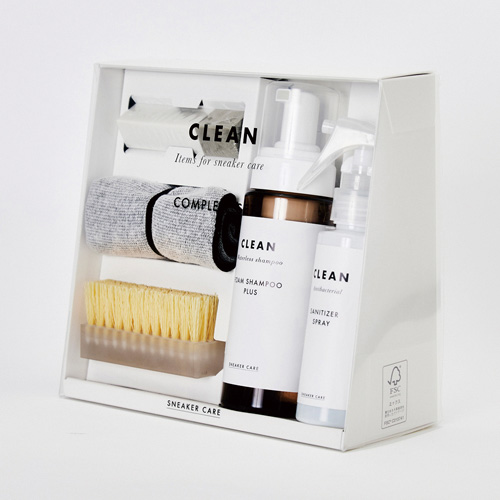 CLEAN
Items for sneaker care
COMPLE
CLEAN
OAM SHAMPOO
PLUS
SNEAKER CARE
CLEAN
Antibacterial
SANITIZER
SPRAY
SNEAKER CARE
SNEAKER CARE
FSC